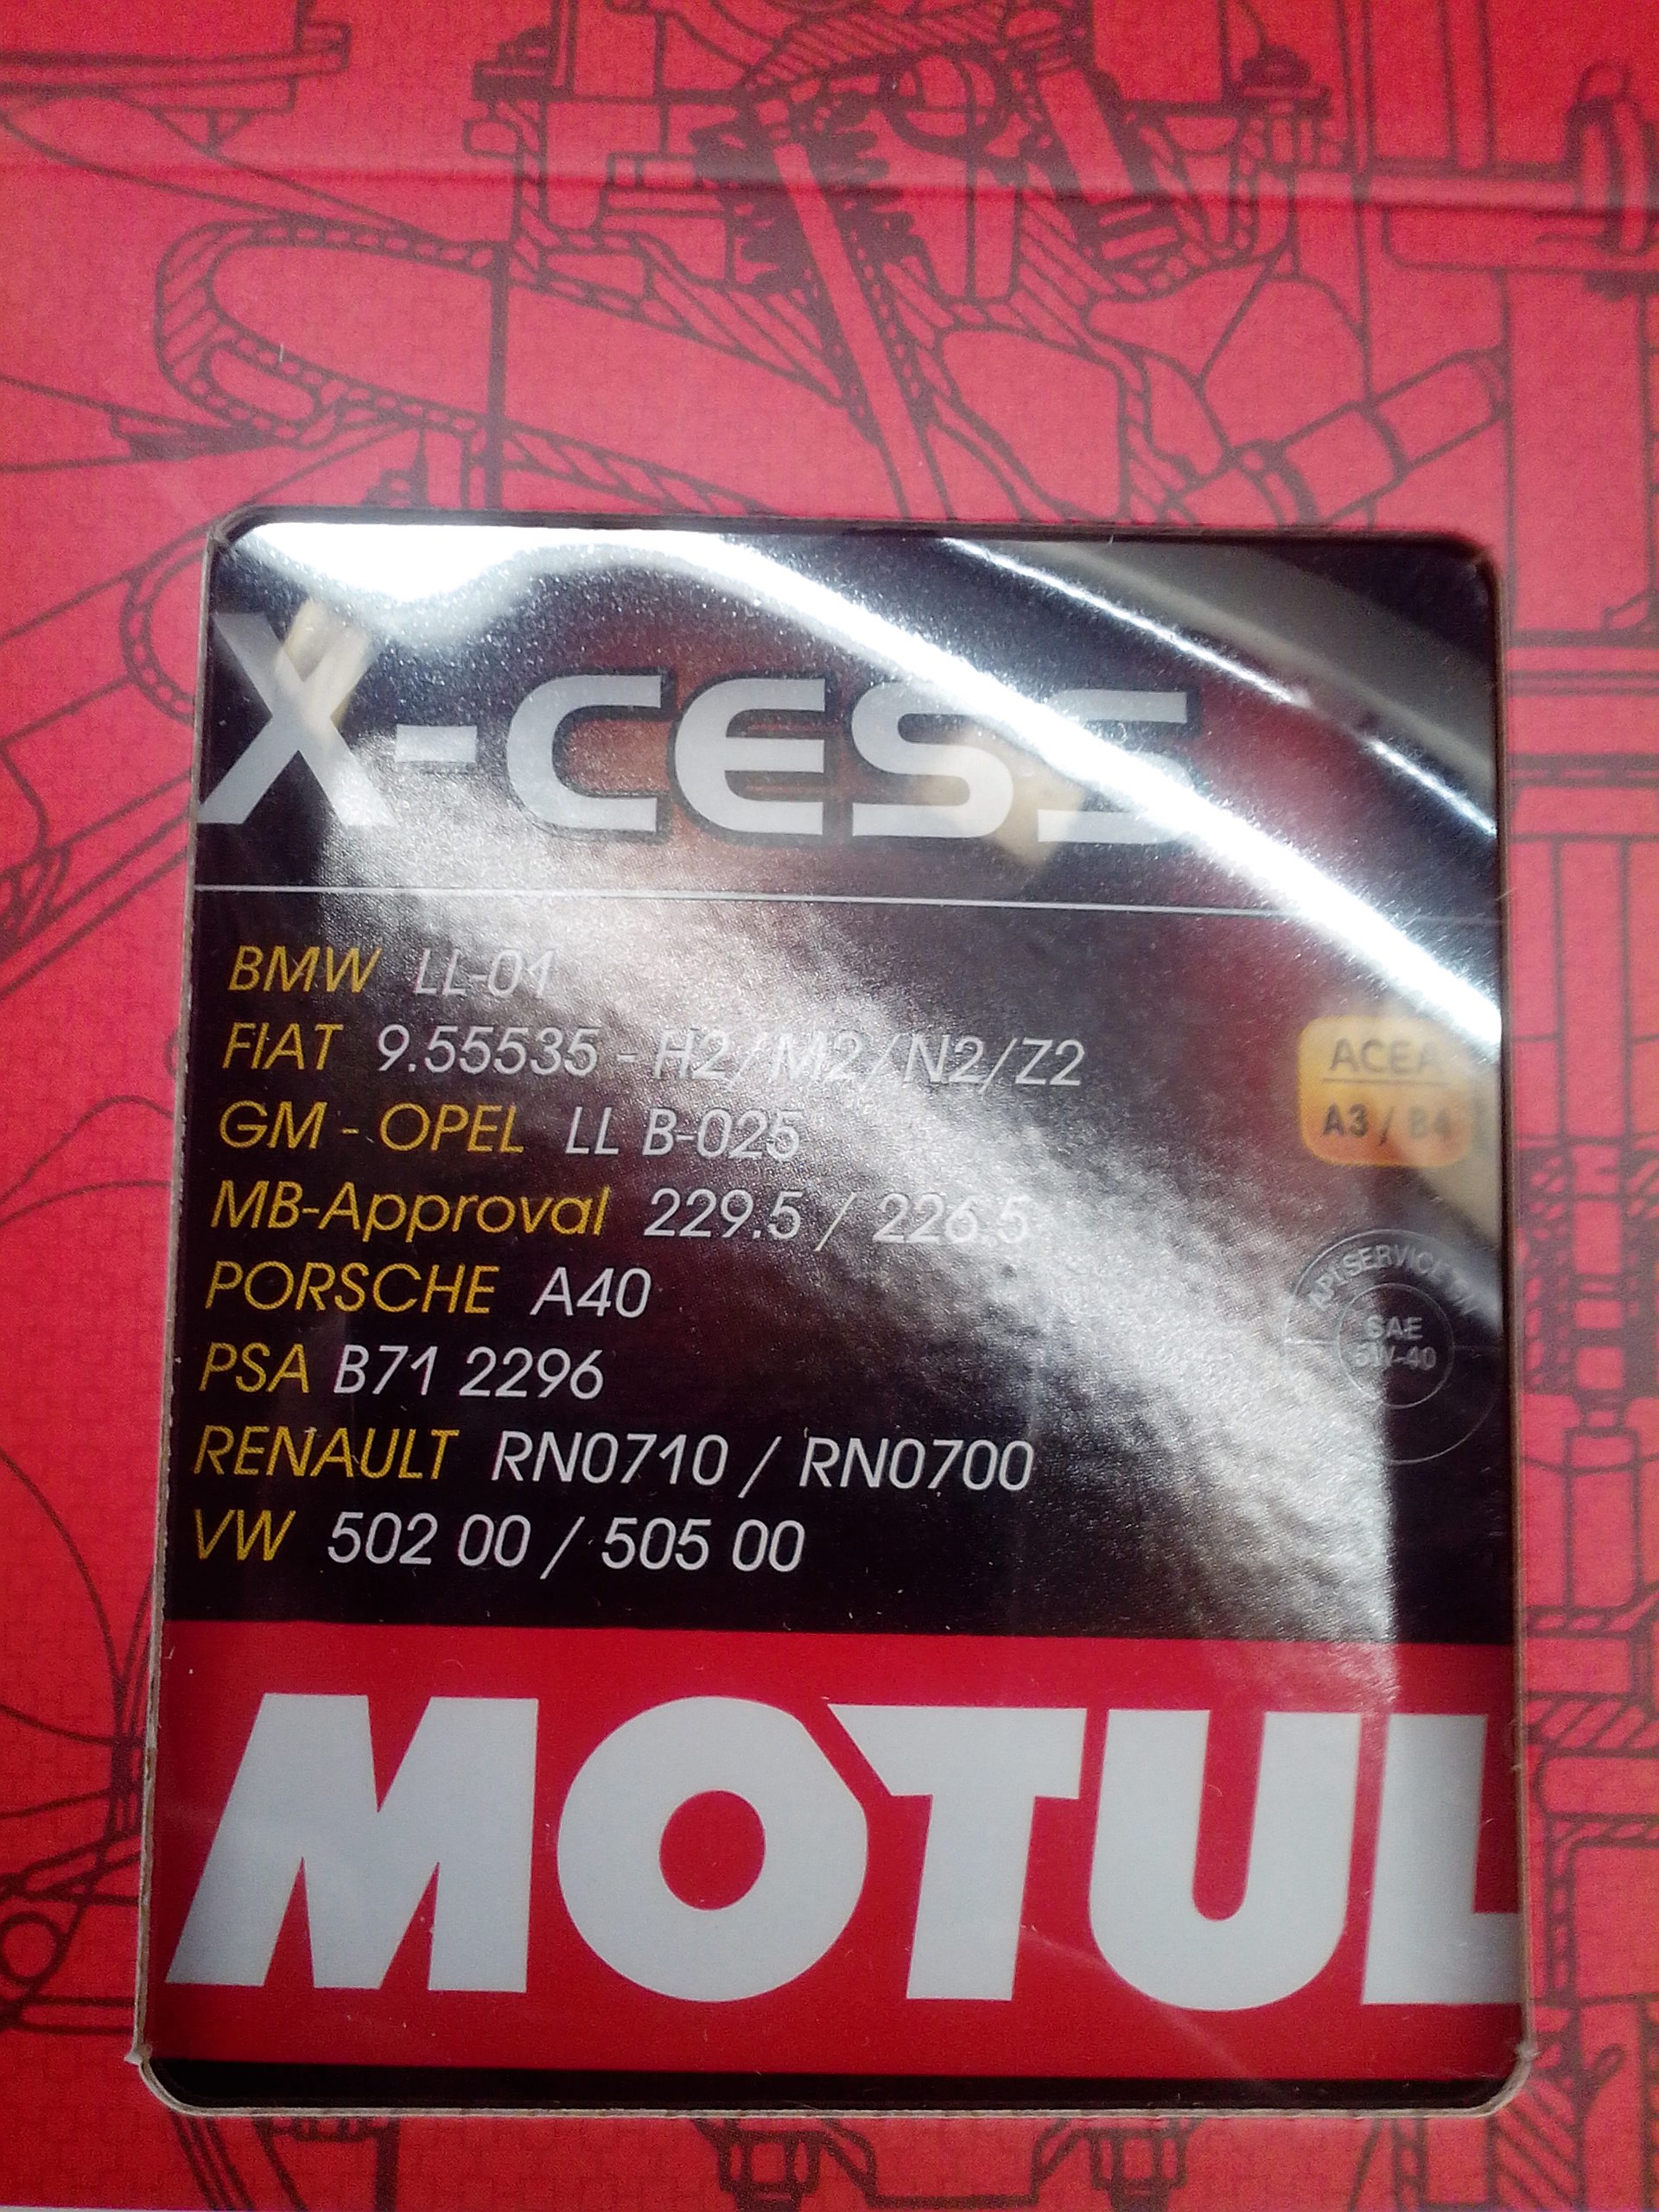 X-CESS
BMW LL-01
FIAT 9.55535 - H2/M2/N2/Z2
GM - OPEL LL B-025
MB-Approval 229.5 / 226.5
PORSCHE A40
PSA B71 2296
RENAULT RN0710 / RN0700
VW 502 00 / 505 00
ACEA
A3 / B4
API SERVICE
SAE
5W-40
MOTUL